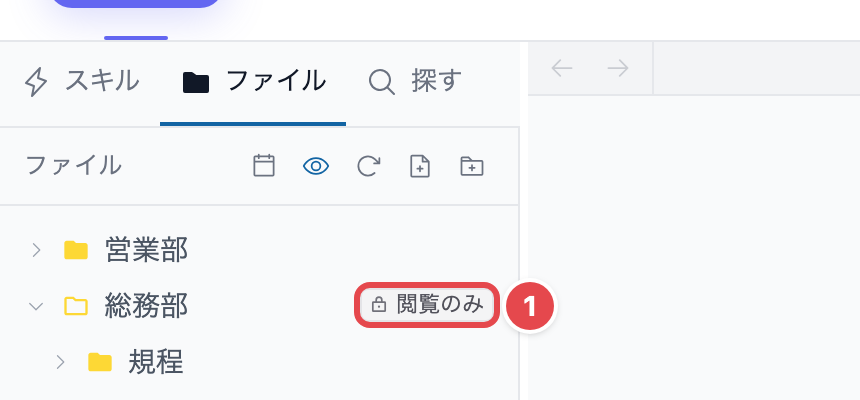 スキル ファイル 探す
ファイル
営業部
総務部 閲覧のみ 1
規程